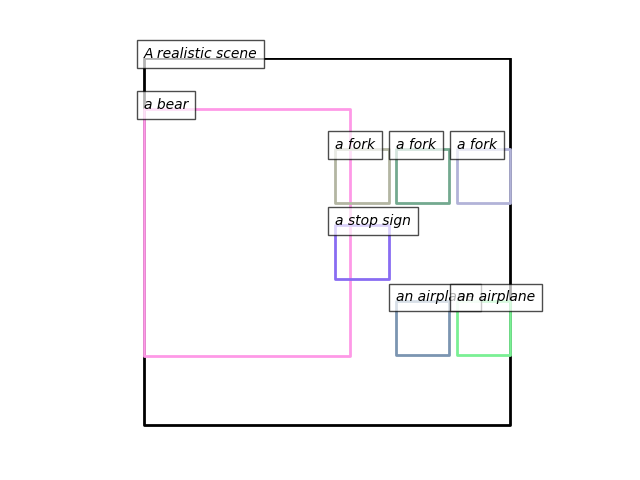 A realistic scene
a bear
a fork
a fork
a fork
a stop sign
an airplane
an airplane